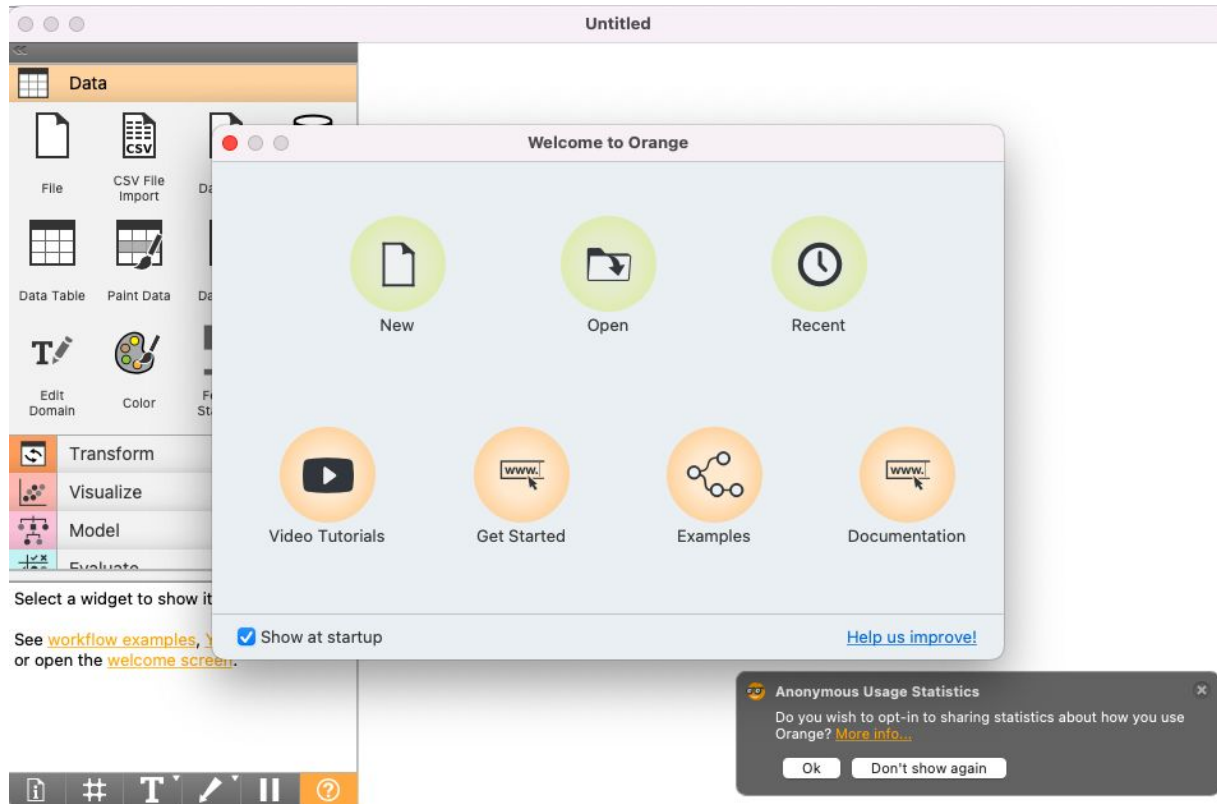 Untitled
Data
File
CSV File
Import
Data Table
Paint Data
Edit
Domain
Color
Transform
Visualize
Model
Evaluate
Select a widget to show it
See workflow examples,
or open the welcome screen.
Welcome to Orange
New
Open
Recent
Video Tutorials
www.
Get Started
Examples
www.
Documentation
Show at startup
Help us improve!
Anonymous Usage Statistics
Do you wish to opt-in to sharing statistics about how you use
Orange? More info...
Ok
Don't show again